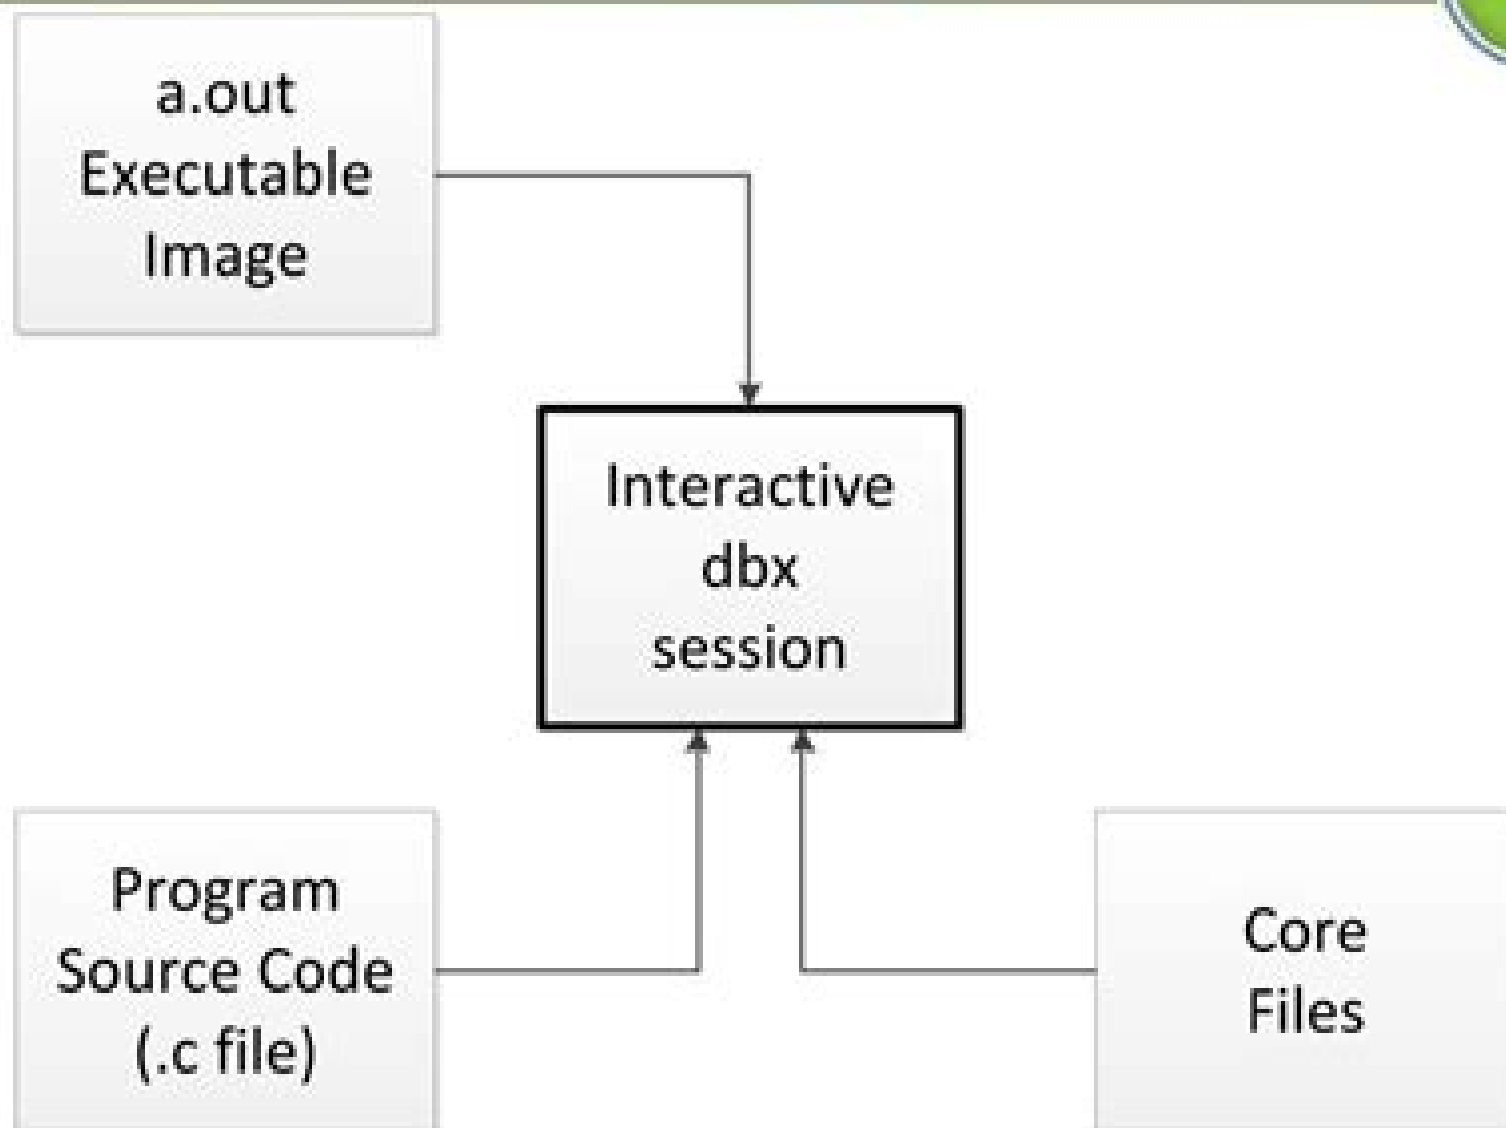 a.out
Executable
Image
Interactive
dbx
session
Program
Source Code
(.c file)
Core
Files